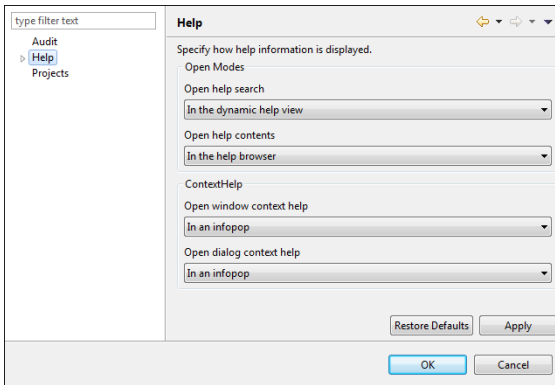 type filter text
Audit
Help
Projects
Help
Specify how help information is displayed.
Open Modes
Open help search
In the dynamic help view
Open help contents
In the help browser
ContextHelp
Open window context help
In an infopop
Open dialog context help
In an infopop
Restore Defaults Apply
OK Cancel